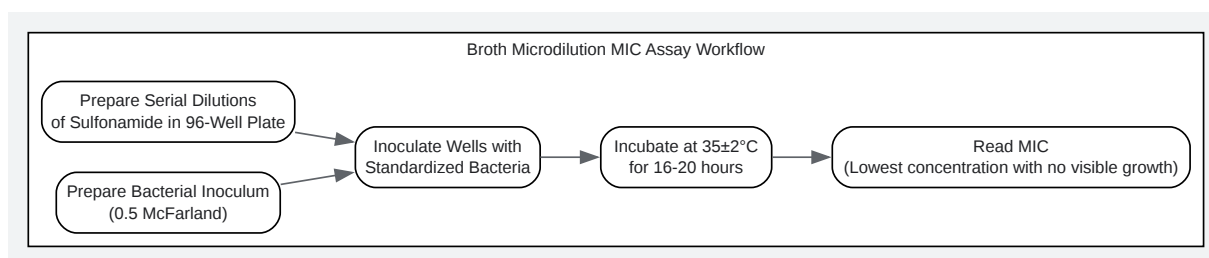 Broth Microdilution MIC Assay Workflow
Prepare Serial Dilutions
of Sulfonamide in 96-Well Plate
Prepare Bacterial Inoculum
(0.5 McFarland)
Inoculate Wells with
Standardized Bacteria
Incubate at 35±2°C
for 16-20 hours
Read MIC
(Lowest concentration with no visible growth)